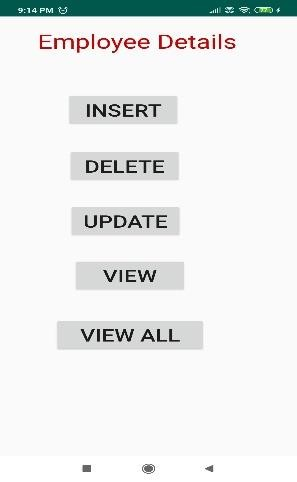 9:14 PM
Employee Details
INSERT
DELETE
UPDATE
VIEW
VIEW ALL